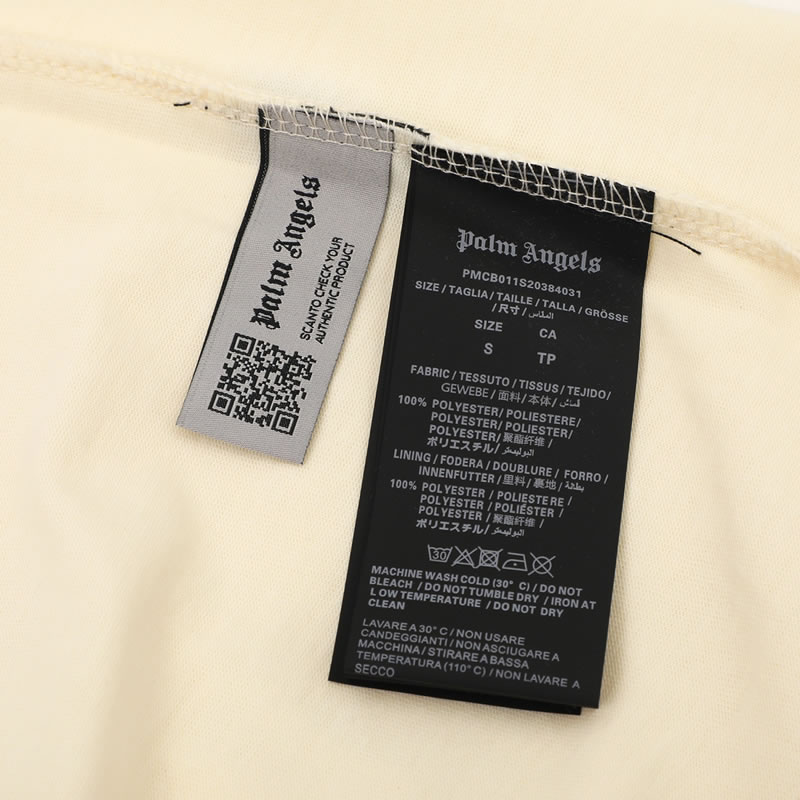 Palm Angels
SCANTO CHECK YOUR
AUTHENTIC PRODUCT
Palm Angels
PMCB011S20384031
SIZE / TAGLIA / TAILLE / TALLA / GRÖSSE
/ 尺寸 / المقاس
SIZE CA
S TP
FABRIC / TESSUTO / TISSUS / TEJIDO /
GEWEBE / 面料 / 本体 / قماش
100% POLYESTER / POLIESTERE /
POLYESTER / POLIESTER /
POLYESTER / 聚酯纤维 /
ポリエステル / البوليستر
LINING / FODERA / DOUBLURE / FORRO /
INNENFUTTER / 里料 / 裏地 / بطانة
100% POLYESTER / POLIESTE RE /
POLYESTER / POLIÉSTER /
POLYESTER / 聚酯纤维 /
ポリエステル / البوليستر
30
MACHINE WASH COLD (30° C) / DO NOT
BLEACH / DO NOT TUMBLE DRY / IRON AT
LOW TEMPERATURE / DO NOT DRY
CLEAN
LAVARE A 30° C / NON USARE
CANDEGGIANTI / NON ASCIUGARE A
MACCHINA / STIRARE A BASSA
TEMPERATURA (110° C) / NON LAVARE A
SECCO